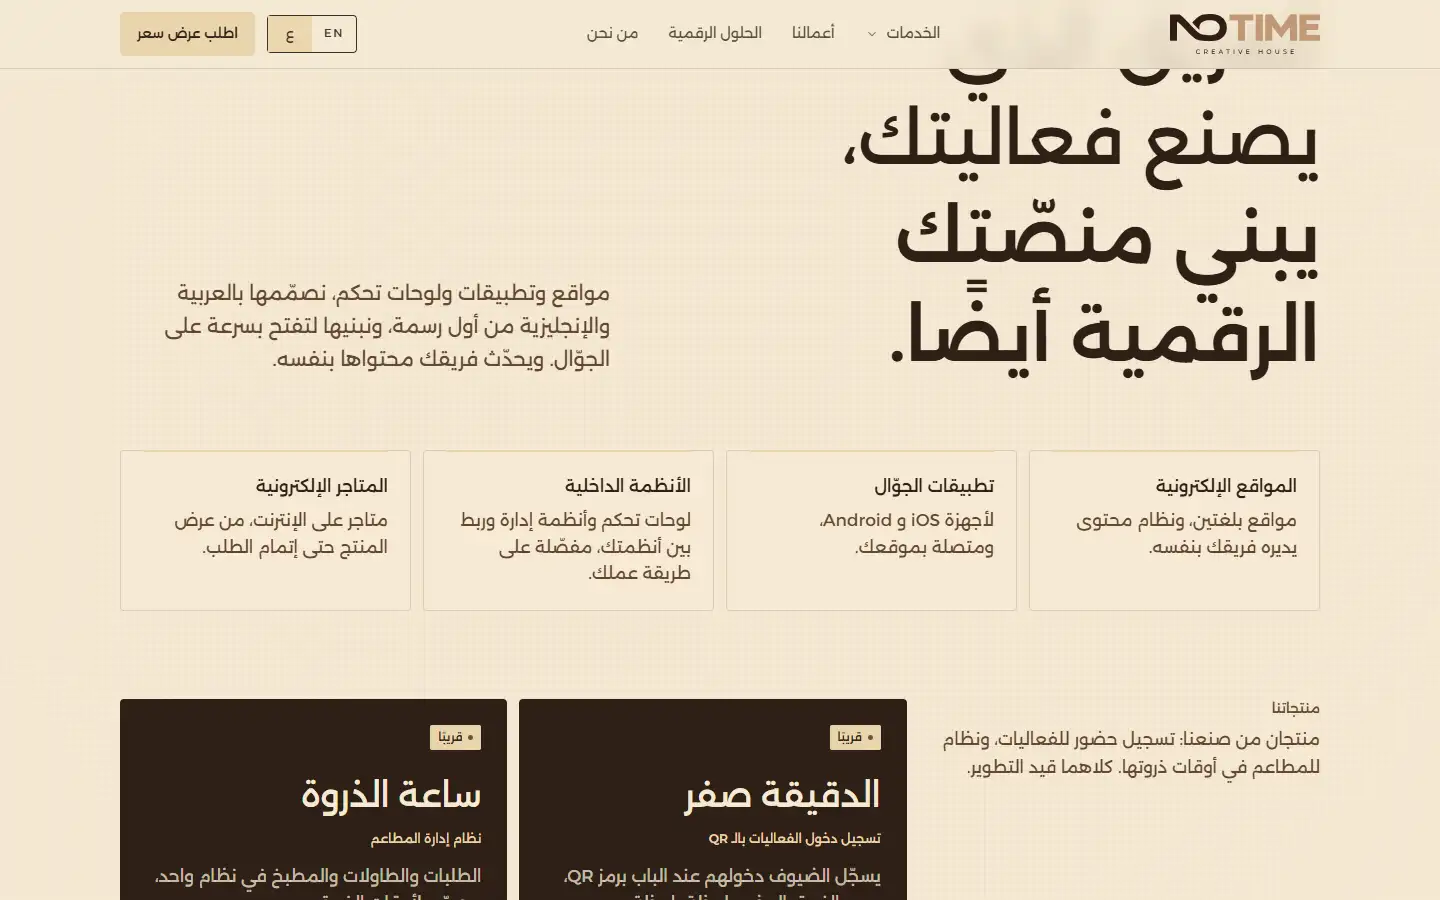 NO TIME
CREATIVE HOUSE
الخدمات
أعمالنا
الحلول الرقمية
من نحن
EN
ع
اطلب عرض سعر
يصنع فعاليتك،
يبني منصّتك
الرقمية أيضًا.
مواقع وتطبيقات ولوحات تحكم، نصمّمها بالعربية
والإنجليزية من أول رسمة، ونبنيها لتفتح بسرعة على
الجوّال. ويحدّث فريقك محتواها بنفسه.
المواقع الإلكترونية
مواقع بلغتين، ونظام محتوى
يديره فريقك بنفسه.
تطبيقات الجوّال
لأجهزة iOS و Android،
ومتصلة بموقعك.
الأنظمة الداخلية
لوحات تحكم وأنظمة إدارة وربط
بين أنظمتك، مفصّلة على
طريقة عملك.
المتاجر الإلكترونية
متاجر على الإنترنت، من عرض
المنتج حتى إتمام الطلب.
منتجاتنا
منتجان من صنعنا: تسجيل حضور للفعاليات، ونظام
للمطاعم في أوقات ذروتها. كلاهما قيد التطوير.
قريبًا
الدقيقة صفر
تسجيل دخول الفعاليات بالـ QR
يسجّل الضيوف دخولهم عند الباب برمز QR،
قريبًا
ساعة الذروة
نظام إدارة المطاعم
الطلبات والطاولات والمطبخ في نظام واحد،